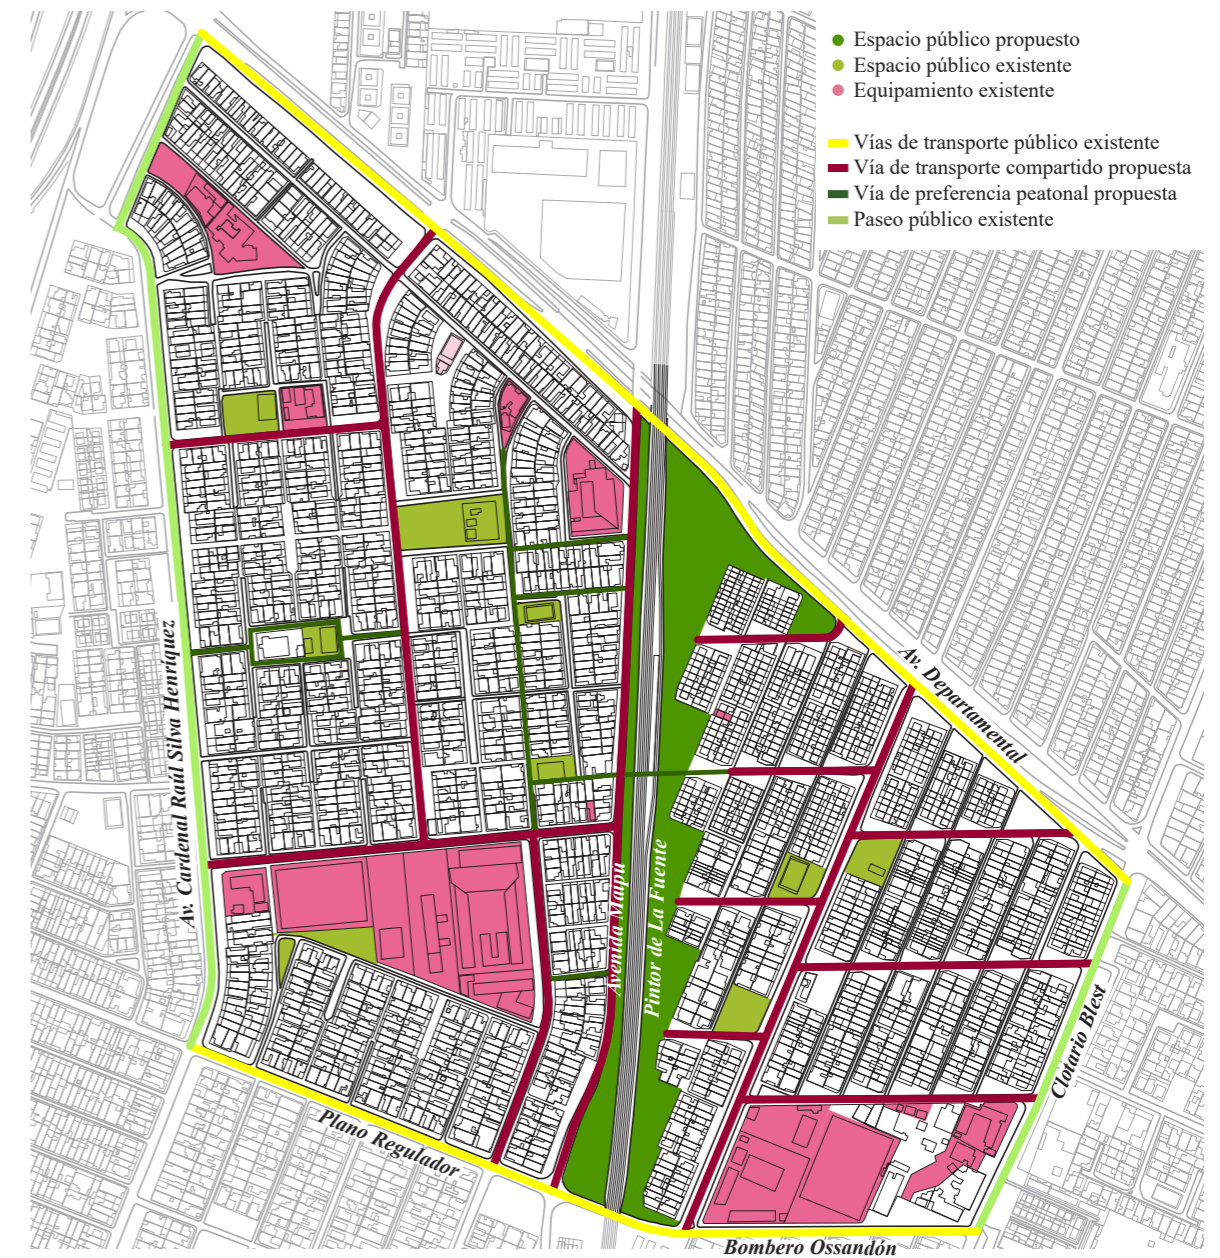 Espacio público propuesto
Espacio público existente
Equipamiento existente
Vías de transporte público existente
Vía de transporte compartido propuesta
Vía de preferencia peatonal propuesta
Paseo público existente
Av. Cardenal Raúl Silva Henríquez
Av. Departamental
Avenida Maipú
Pintor de La Fuente
Clotario Blest
Plano Regulador
Bombero Ossandón